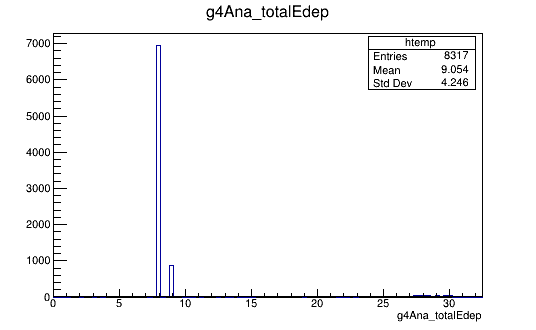 g4Ana_totalEdep
htemp
Entries 8317
Mean 9.054
Std Dev 4.246
7000
6000
5000
4000
3000
2000
1000
0
0 5 10 15 20 25 30
g4Ana_totalEdep